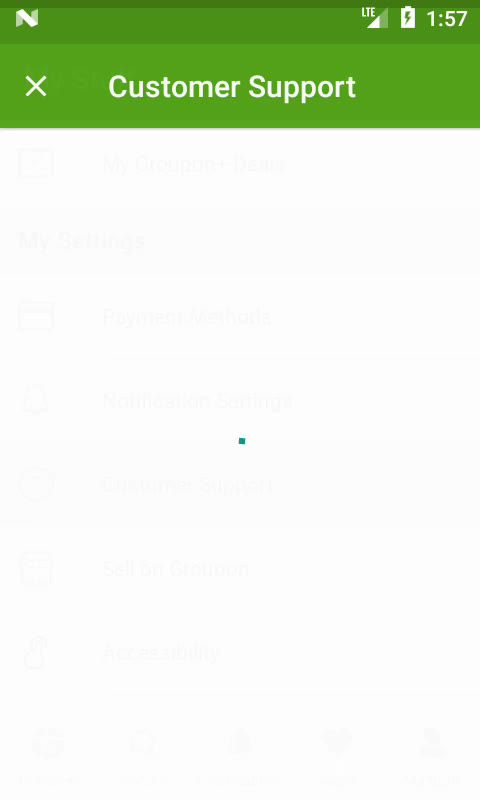 LTE 1:57
Customer Support
My Groupon+ Deals
My Settings
Payment Methods
Notification Settings
Customer Support
Sell on Groupon
Accessibility